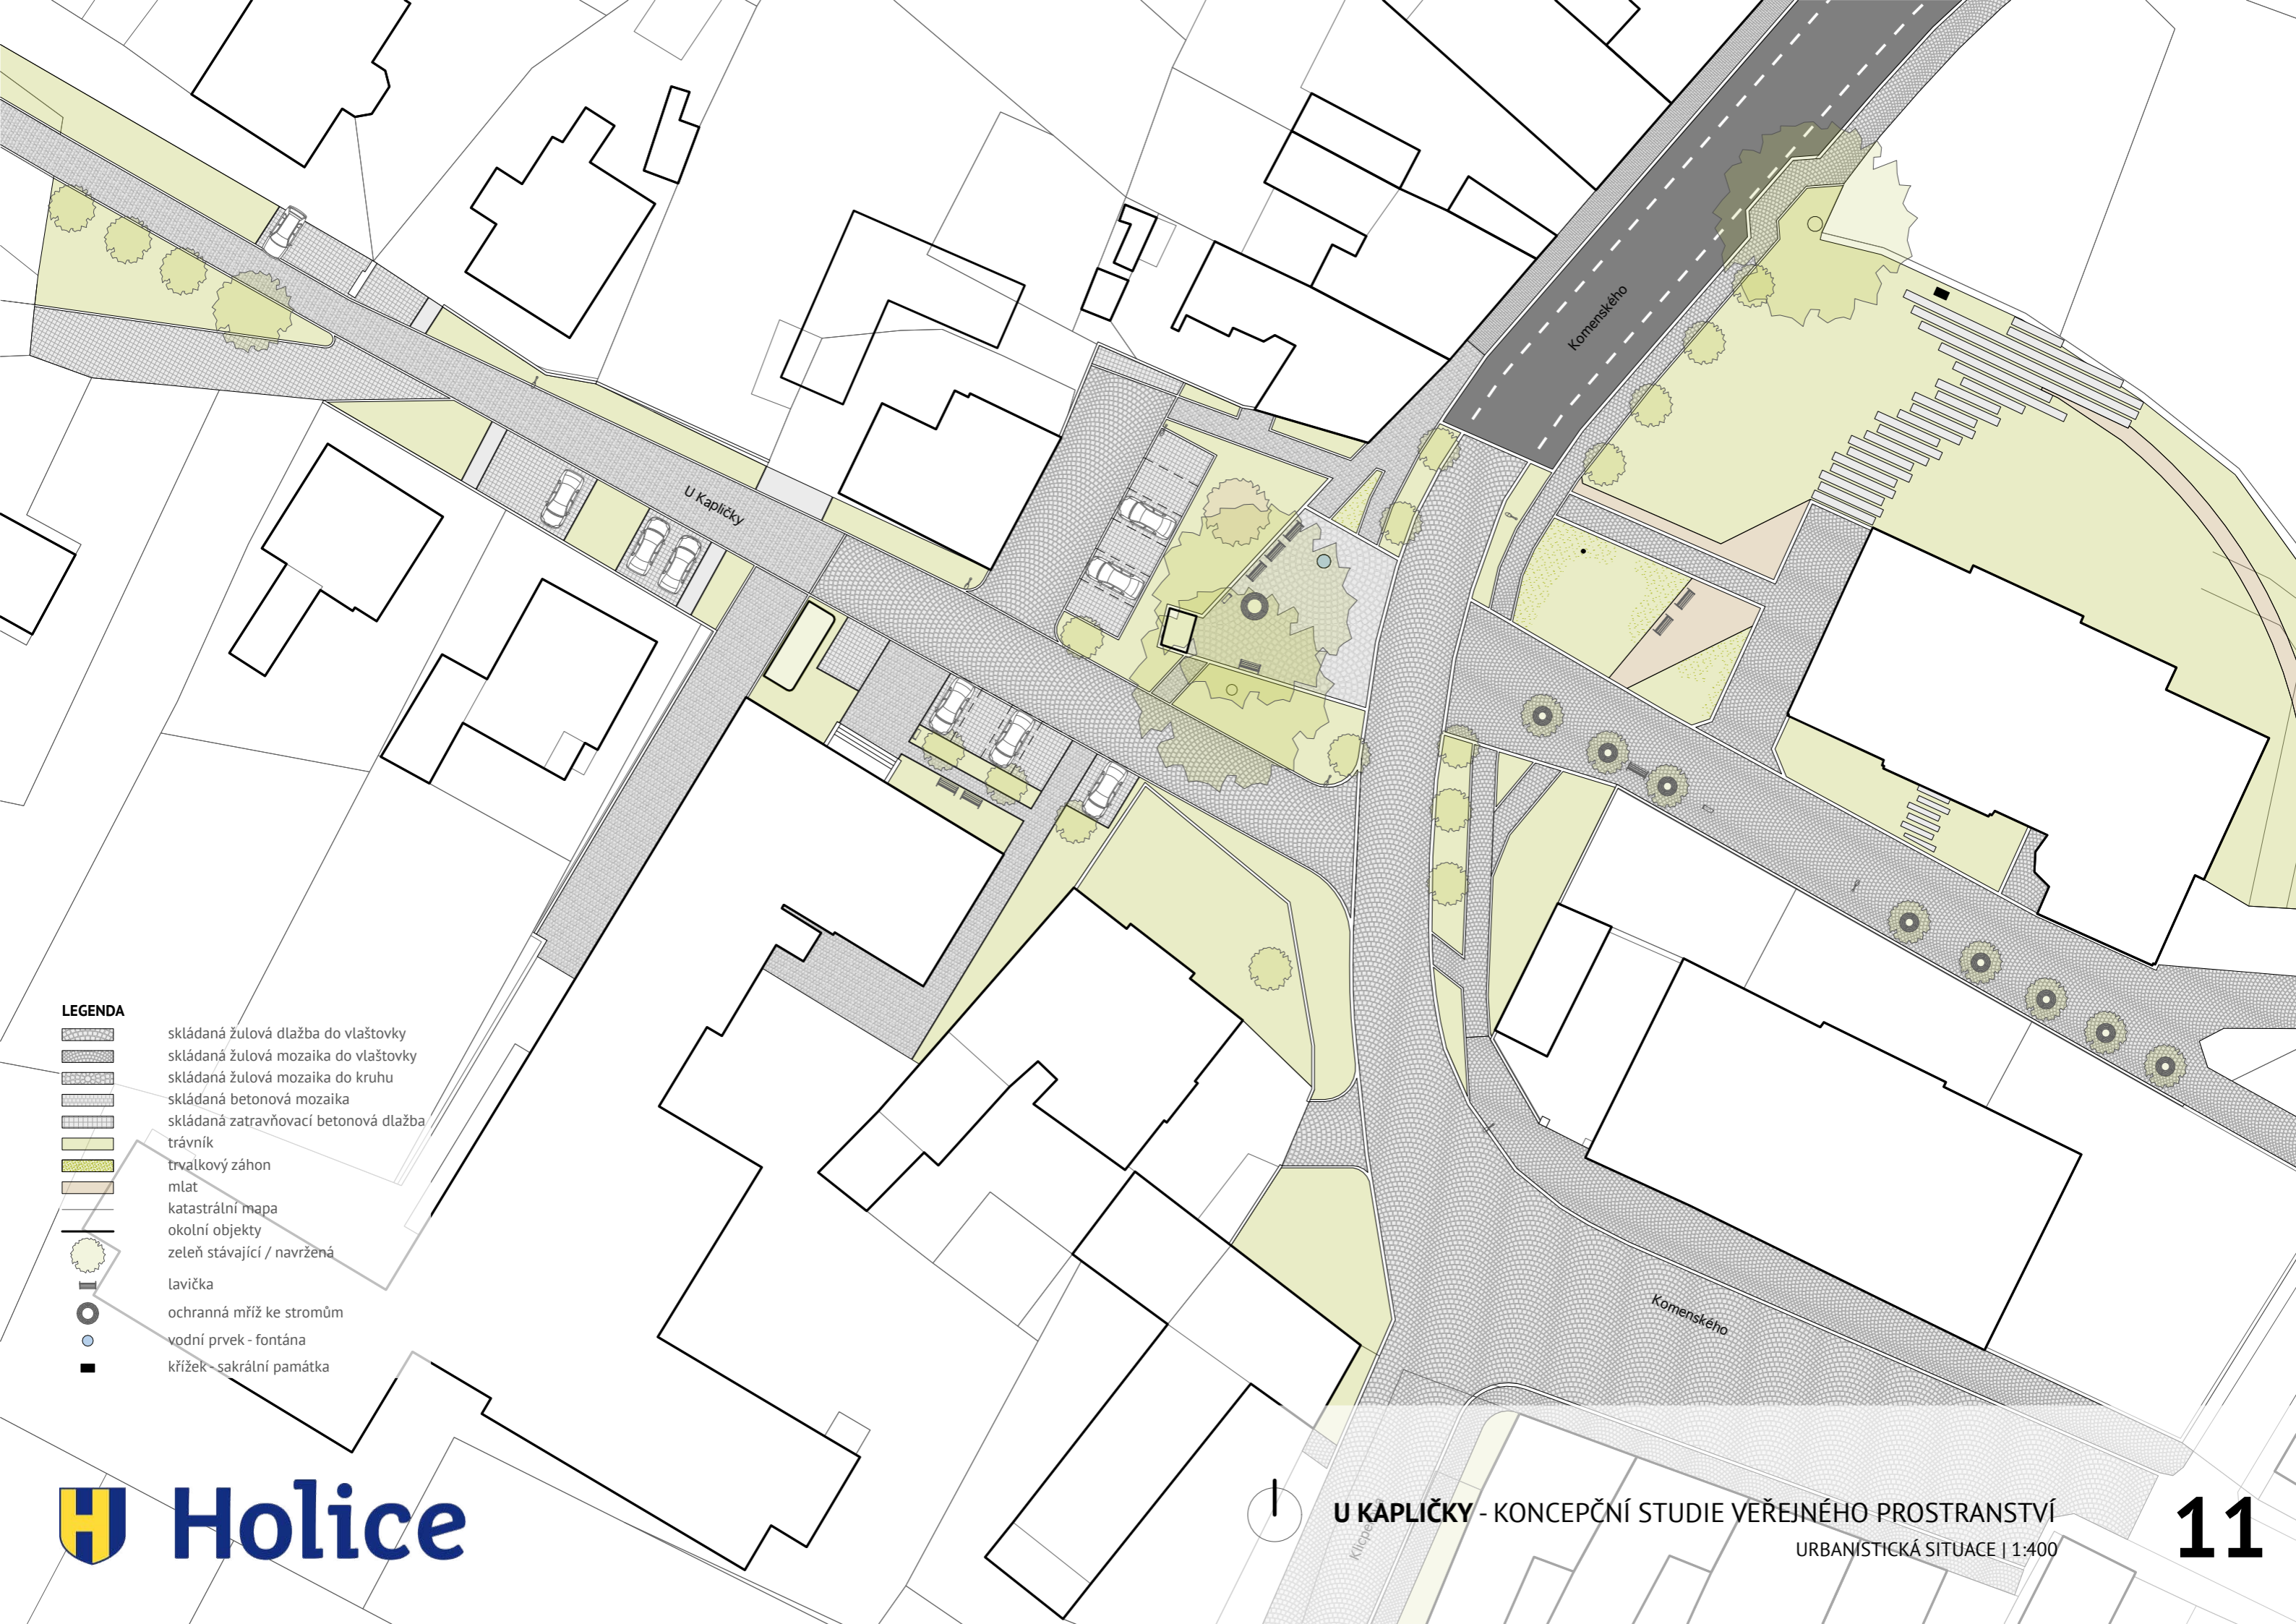 Komenského
U Kapličky
LEGENDA
skládaná žulová dlažba do vlaštovky
skládaná žulová mozaika do vlaštovky
skládaná žulová mozaika do kruhu
skládaná betonová mozaika
skládaná zatravňovací betonová dlažba
trávník
trvalkový záhon
mlat
katastrální mapa
okolní objekty
zeleň stávající / navržená
lavička
ochranná mříž ke stromům
vodní prvek - fontána
křížek - sakrální památka
Komenského
H Holice
U KAPLIČKY - KONCEPČNÍ STUDIE VEŘEJNÉHO PROSTRANSTVÍ
URBANISTICKÁ SITUACE | 1:400
11